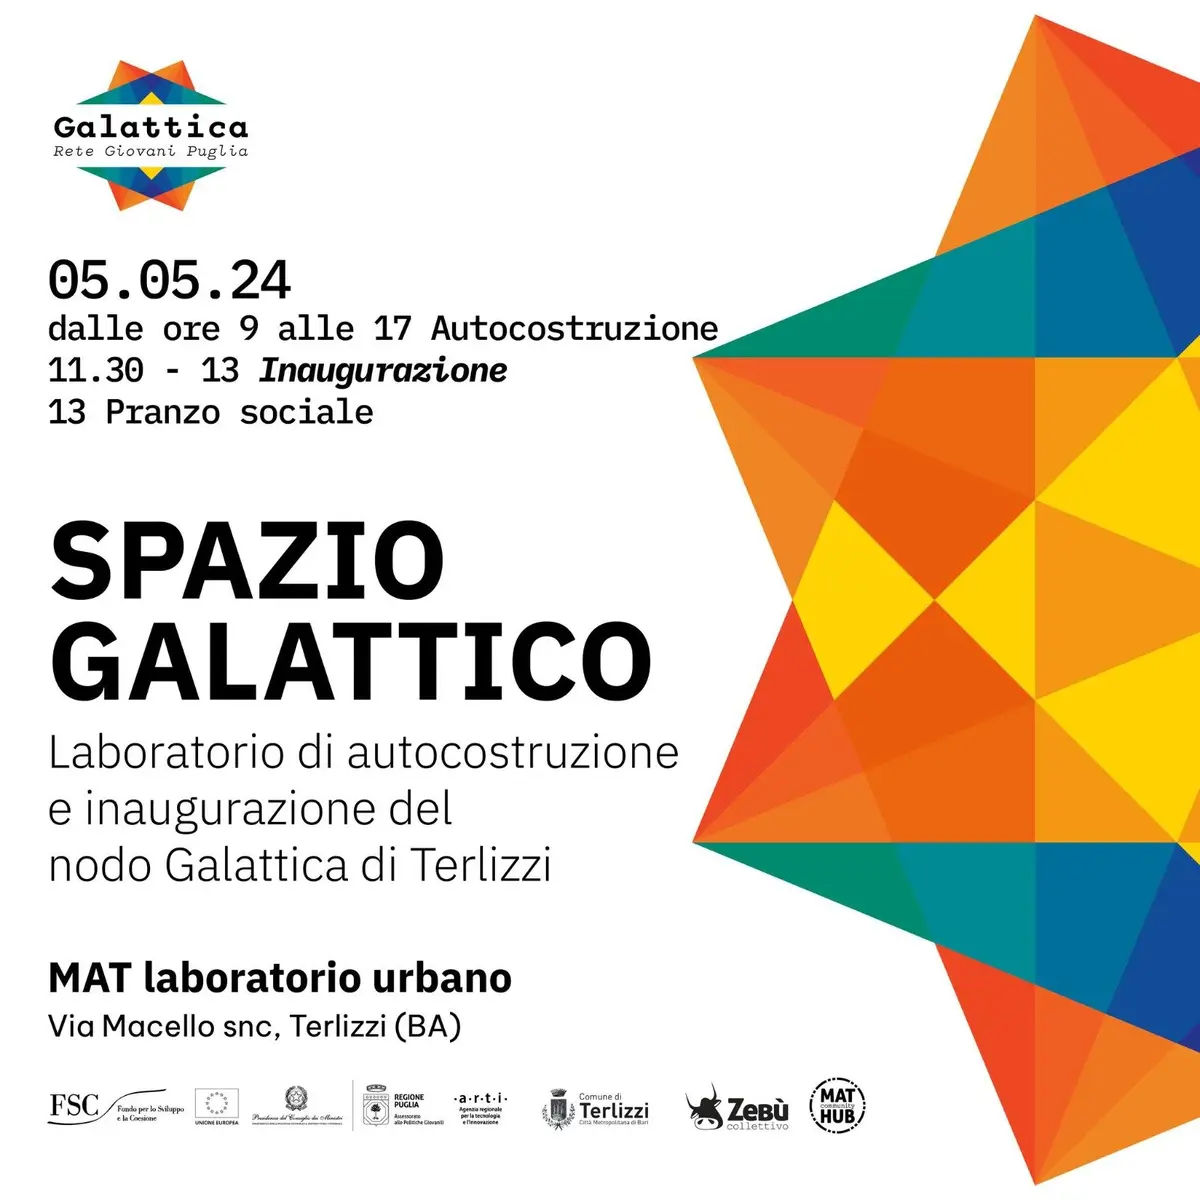 Galattica
Rete Giovani Puglia
05.05.24
dalle ore 9 alle 17 Autocostruzione
11.30 - 13 Inaugurazione
13 Pranzo sociale
SPAZIO
GALATTICO
Laboratorio di autocostruzione
e inaugurazione del
nodo Galattica di Terlizzi
MAT laboratorio urbano
Via Macello snc, Terlizzi (BA)
FSC
Fondo per lo Sviluppo
e la Coesione
UNIONE EUROPEA
Presidenza del Consiglio dei Ministri
REGIONE
PUGLIA
Assessorato
alle Politiche Giovanili
·a·r·t·i·
Agenzia regionale
per la tecnologia
e l'innovazione
Comune di
Terlizzi
Città Metropolitana di Bari
ZeBù
collettivo
MAT
community
HUB